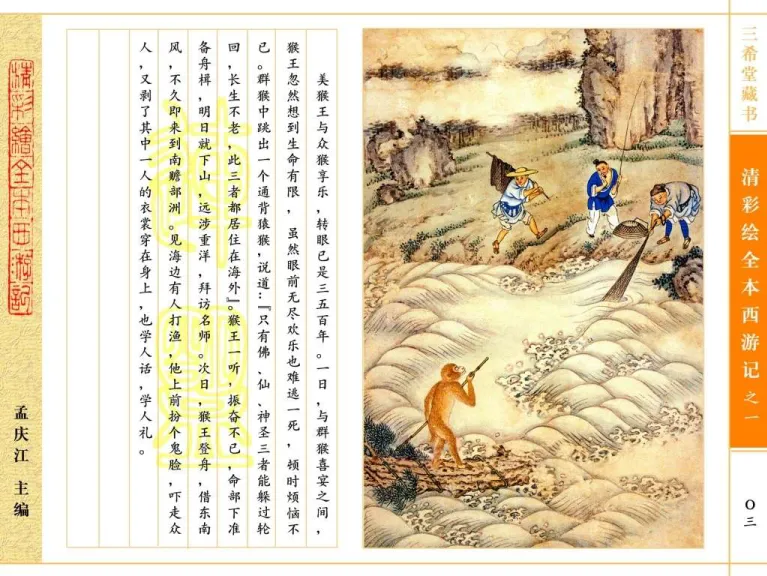 美猴王与众猴享乐，转眼已是三五百年。一日，与群猴喜宴之间，
猴王忽然想到生命有限，虽然眼前无尽欢乐也难逃一死，顿时烦恼不
已。群猴中跳出一个通背猿猴，说道：『只有佛、仙、神圣三者能躲过轮
回，长生不老，此三者都居住在海外』。猴王一听，振奋不已，命部下准
备舟楫，明日就下山，远涉重洋，拜访名师。次日，猴王登舟，借东南
风，不久即来到南赡部洲。见海边有人打渔，他上前扮个鬼脸，吓走众
人，又剥了其中一人的衣裳穿在身上，也学人话，学人礼。
三希堂藏书
清彩绘全本西游记之一
〇三
清彩繪全本西游記
孟庆江 主编